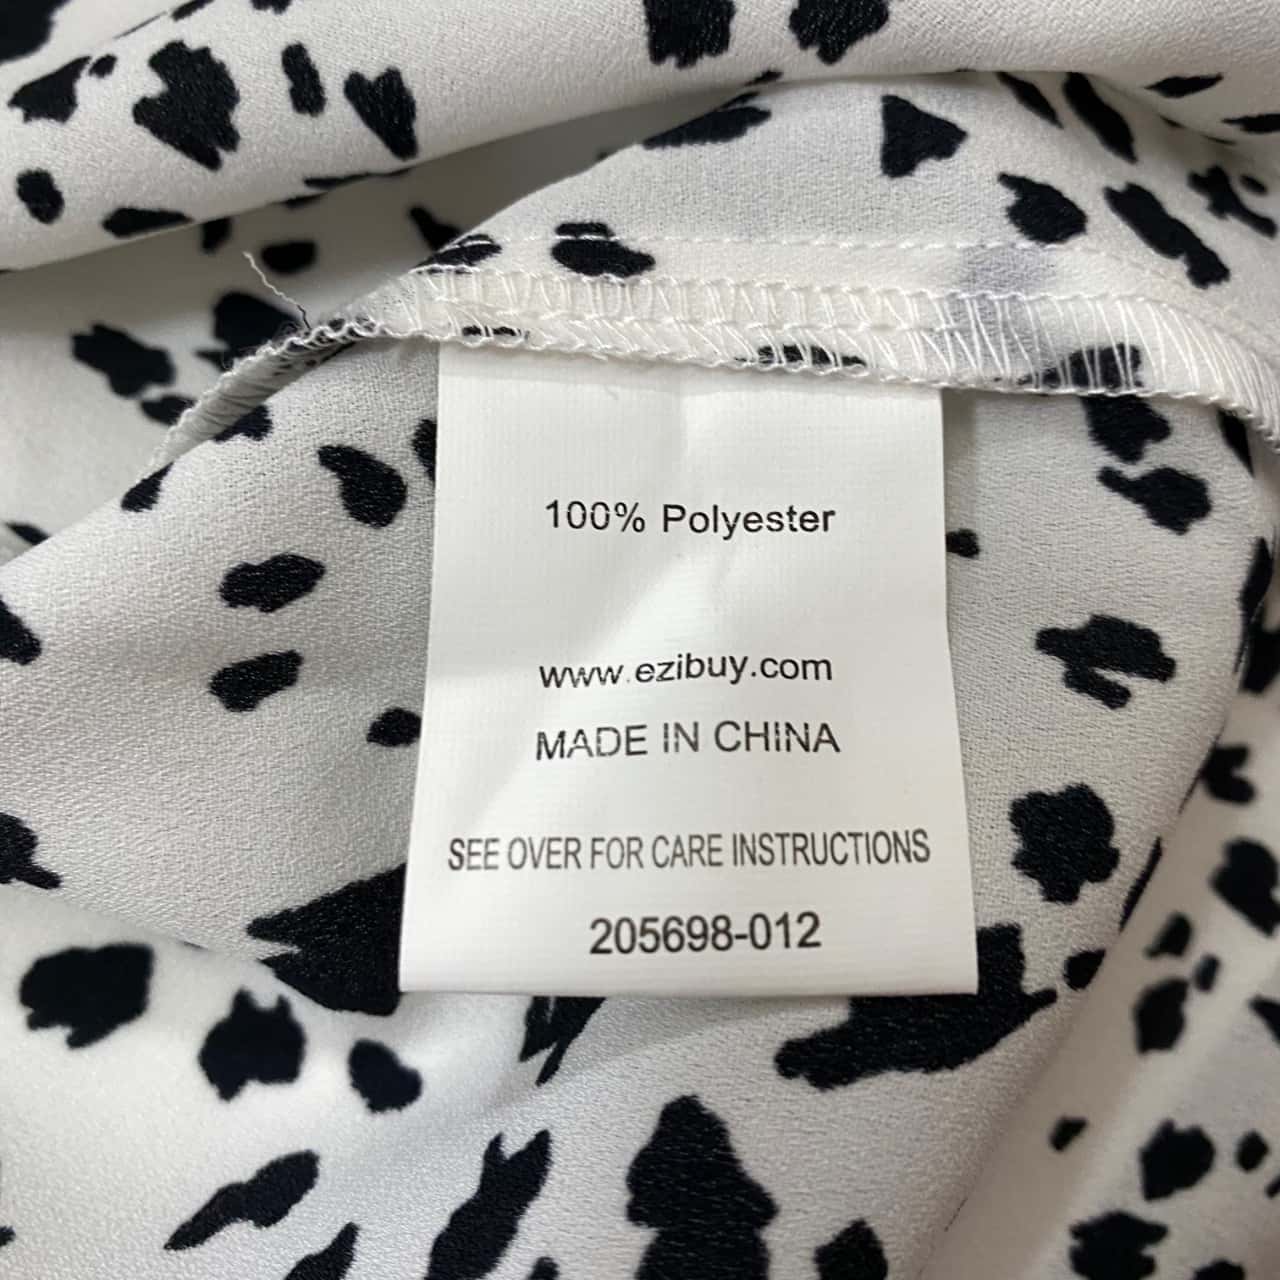 100% Polyester
www.ezibuy.com
MADE IN CHINA
SEE OVER FOR CARE INSTRUCTIONS
205698-012